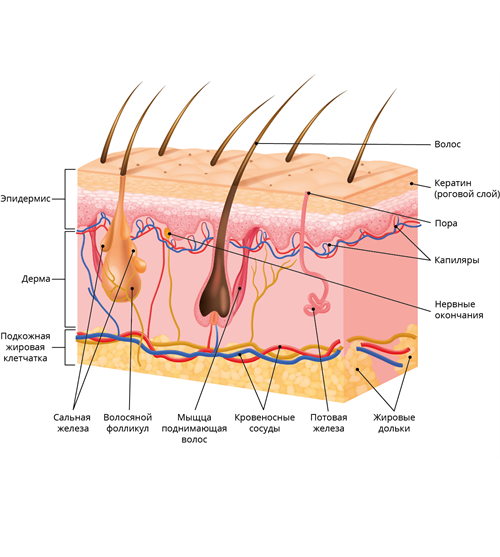 Волос
Кератин
(роговой слой)
Эпидермис
Пора
Капиляры
Дерма
Нервные
окончания
Подкожная
жировая
клетчатка
Сальная
железа
Волосяной
фолликул
Мыщца
поднимающая
волос
Кровеносные
сосуды
Потовая
железа
Жировые
дольки